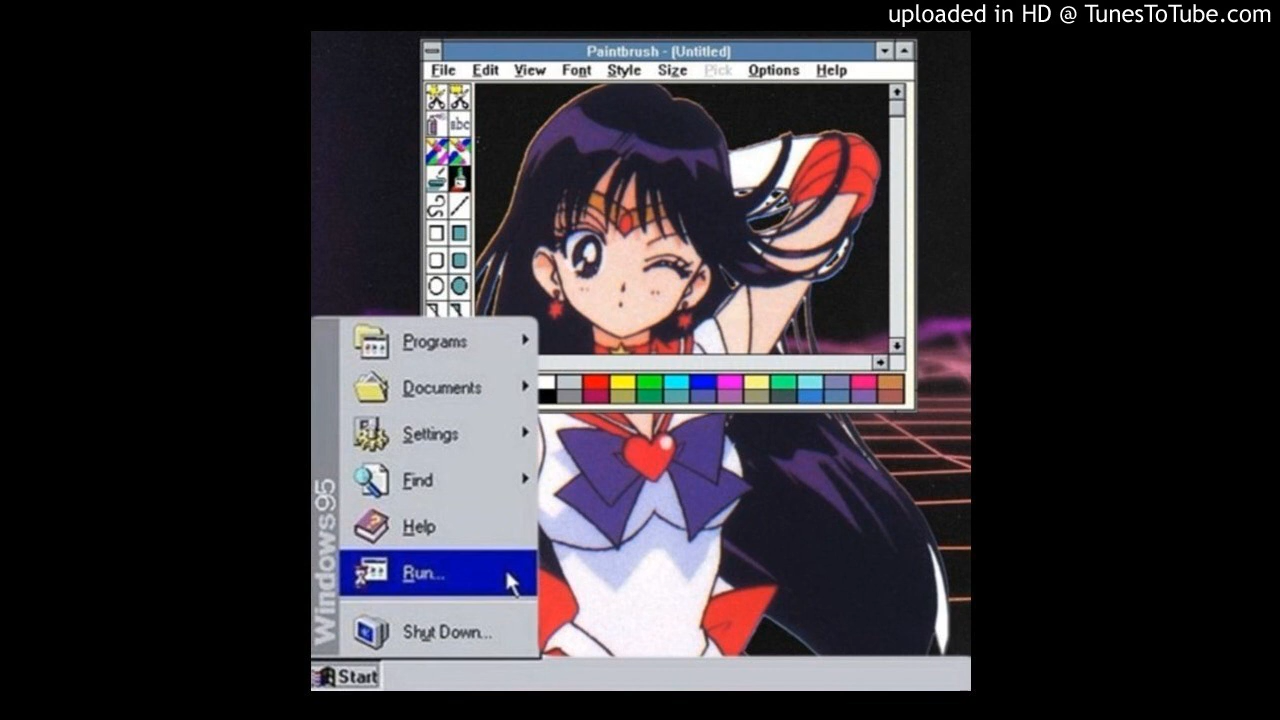 uploaded in HD @ TunesToTube.com
Paintbrush - (Untitled)
File Edit View Font Style Size Pick Options Help
abc
Programs
Documents
Settings
Find
Help
Run...
Shut Down...
Windows95
Start